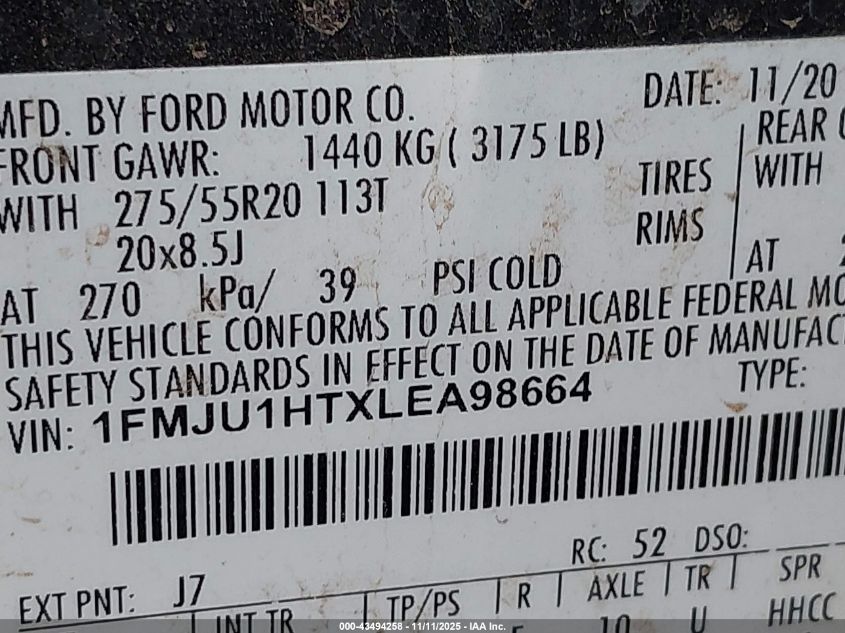 MFD. BY FORD MOTOR CO. DATE: 11/20
FRONT GAWR: 1440 KG ( 3175 LB) REAR
WITH 275/55R20 113T TIRES WITH
20x8.5J RIMS
AT 270 kPa/ 39 PSI COLD AT
THIS VEHICLE CONFORMS TO ALL APPLICABLE FEDERAL MO
SAFETY STANDARDS IN EFFECT ON THE DATE OF MANUFACT
VIN: 1FMJU1HTXLEA98664 TYPE:
RC: 52 DSO:
EXT PNT: J7
INT TR TP/PS R AXLE TR SPR
10 U HHCC
000-43494258 - 11/11/2025 - IAA Inc.